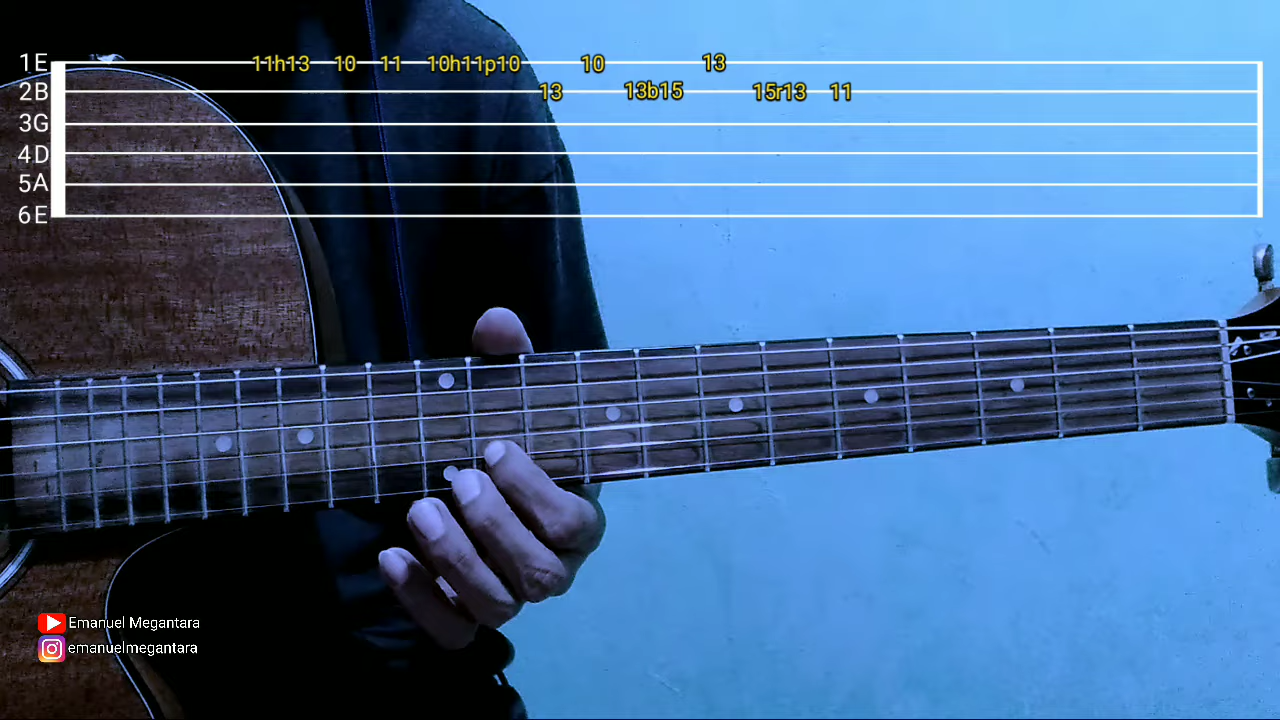 1E 11h13 10 11 10h11p10 10 13
2B 13 13b15 15r13 11
3G
4D
5A
6E
Emanuel Megantara
emanuelmegantara